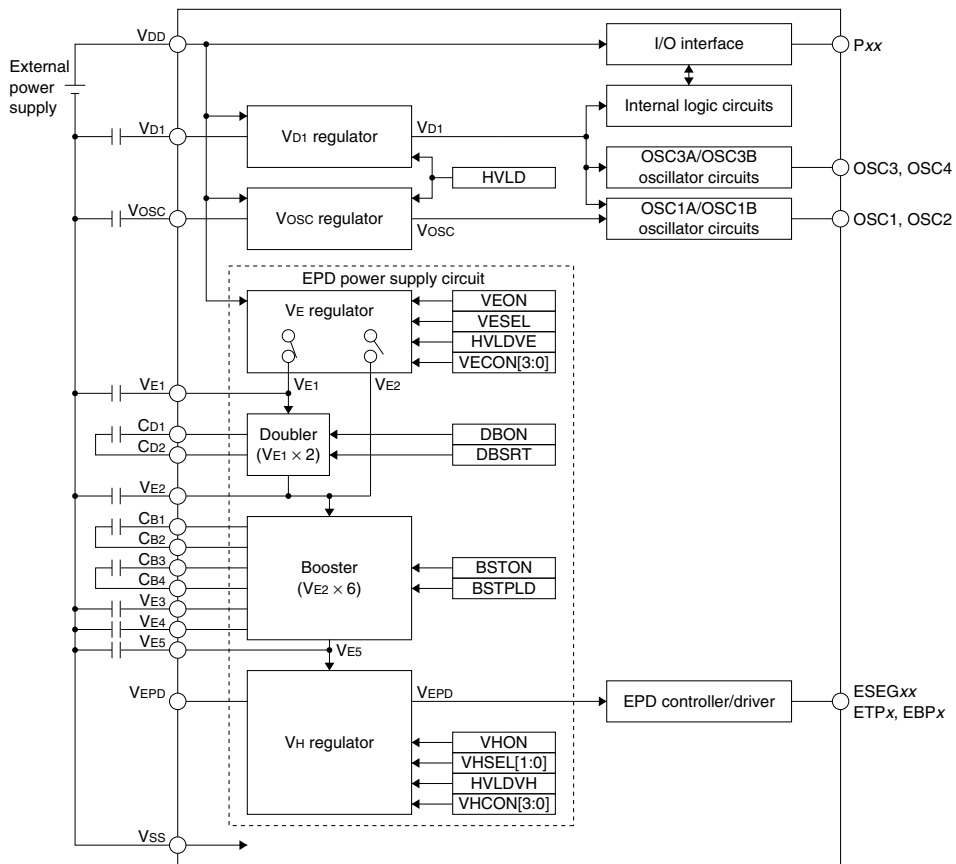 VDD
I/O interface
Pxx
External
power
supply
Internal logic circuits
VD1
VD1 regulator
VD1
OSC3A/OSC3B
oscillator circuits
OSC3, OSC4
HVLD
VOSC
VOSC regulator
VOSC
OSC1A/OSC1B
oscillator circuits
OSC1, OSC2
EPD power supply circuit
VE regulator
VEON
VESEL
HVLDVE
VECON[3:0]
VE1
VE1
VE2
CD1
CD2
Doubler
(VE1 × 2)
DBON
DBSRT
VE2
CB1
CB2
CB3
CB4
Booster
(VE2 × 6)
BSTON
BSTPLD
VE3
VE4
VE5
VE5
VEPD
VEPD
EPD controller/driver
ESEGxx
ETPx, EBPx
VH regulator
VHON
VHSEL[1:0]
HVLDVH
VHCON[3:0]
VSS